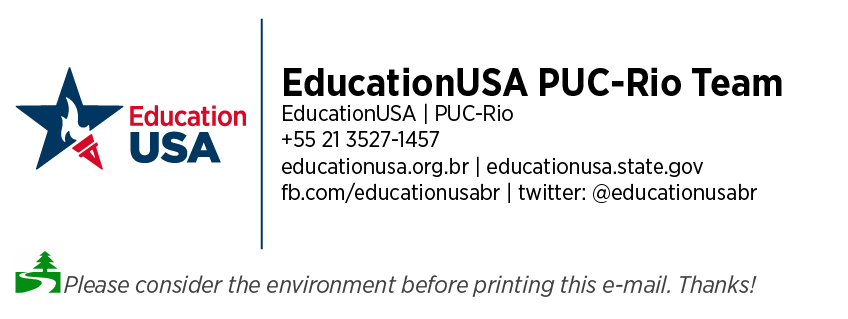 Education
USA
EducationUSA PUC-Rio Team
EducationUSA | PUC-Rio
+55 21 3527-1457
educationusa.org.br | educationusa.state.gov
fb.com/educationusabr | twitter: @educationusabr
Please consider the environment before printing this e-mail. Thanks!